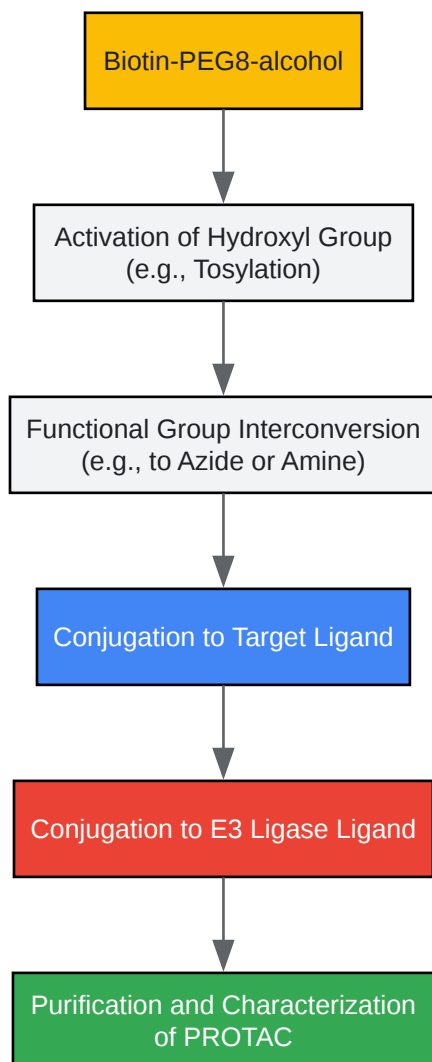 Biotin-PEG8-alcohol
Activation of Hydroxyl Group
(e.g., Tosylation)
Functional Group Interconversion
(e.g., to Azide or Amine)
Conjugation to Target Ligand
Conjugation to E3 Ligase Ligand
Purification and Characterization
of PROTAC